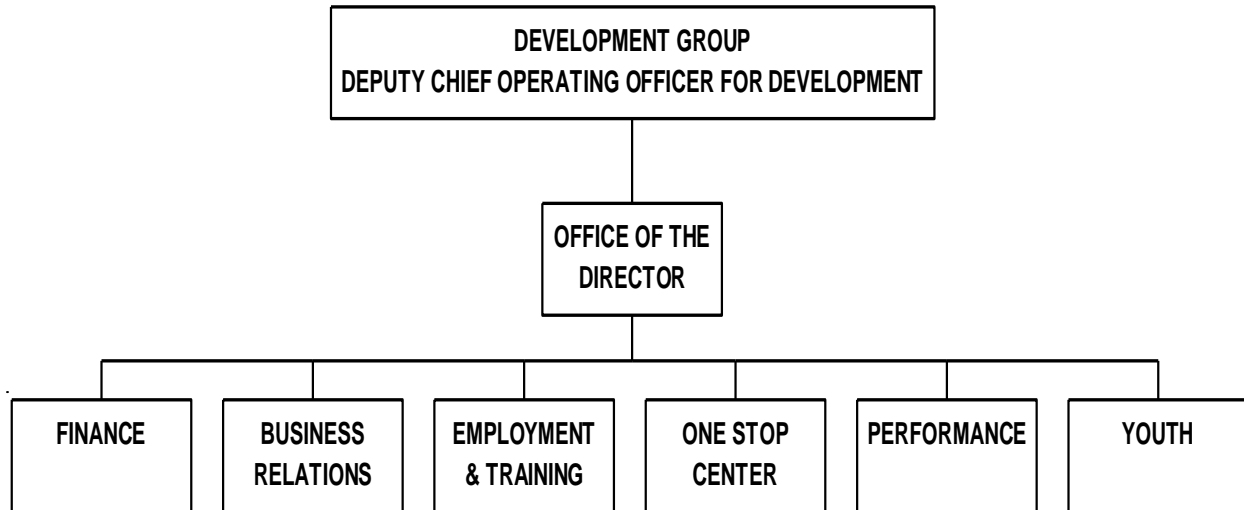 DEVELOPMENT GROUP
DEPUTY CHIEF OPERATING OFFICER FOR DEVELOPMENT
OFFICE OF THE
DIRECTOR
FINANCE
BUSINESS
RELATIONS
EMPLOYMENT
& TRAINING
ONE STOP
CENTER
PERFORMANCE
YOUTH